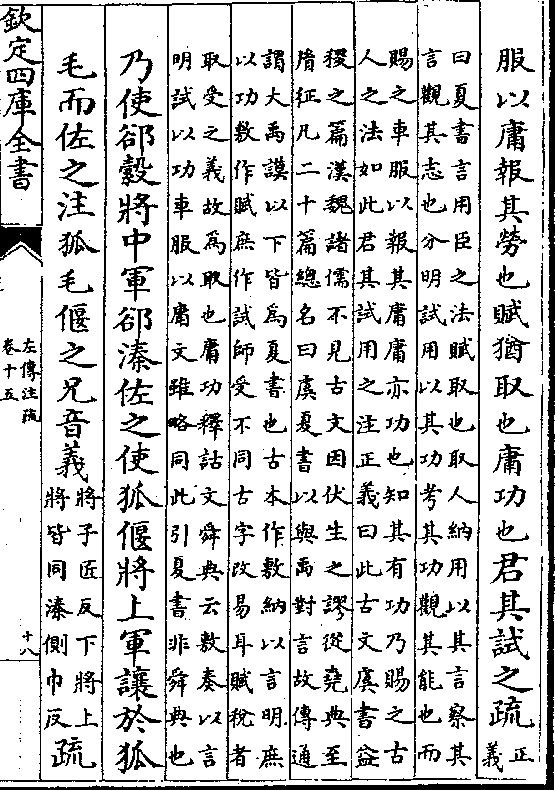 服以庸報其勞也賦猶取也庸功也君其試之疏正義
曰夏書言用臣之法賦取也取人納用以其言察其
言觀其志也分明試用以其功考其功觀其能也而
賜之車服以報其庸庸亦功也知其有功乃賜之古
人之法如此君其試用之注正義曰此古文虞書益
稷之篇漢魏諸儒不見古文因伏生之謬從堯典至
胤征凡二十篇總名曰虞夏書以與禹對言故傳通
謂大禹謨以下皆為夏書也古本作敷納以言明庶
以功敷作賦庶作試師受不同古字改易耳賦稅者
取受之義故為取也庸功釋詁文舜典云敷奏以言
明試以功車服以庸文雖略同此引夏書非舜典也
乃使郤縠將中軍郤溱佐之使狐偃將上軍讓於狐
毛而佐之注狐毛偃之兄音義將子匠反下將上將皆同溱側巾反疏
欽定四庫全書
左傳注疏
卷十五
十八